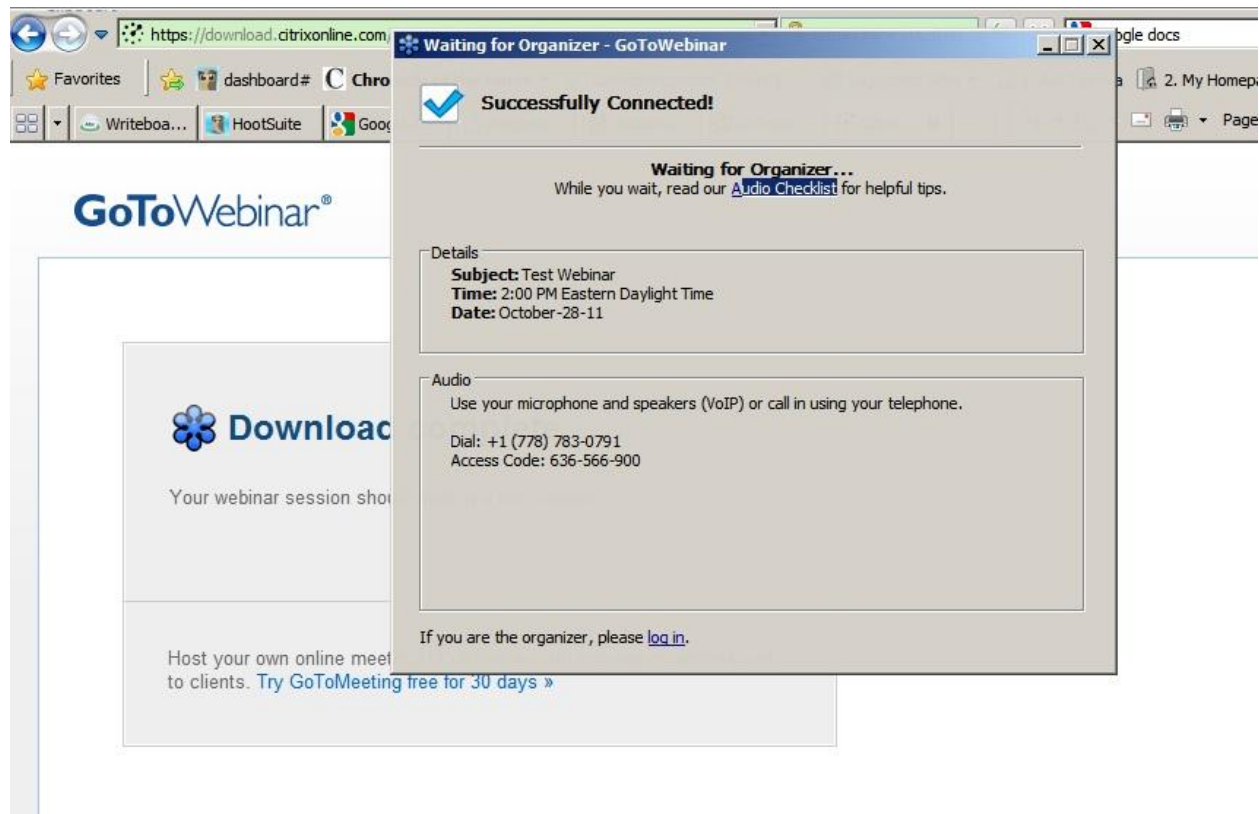 https://download.citrixonline.com
ogle docs
Favorites dashboard# Chro 2. My Homepa
Writeboa... HootSuite Goog Page
Waiting for Organizer - GoToWebinar
Successfully Connected!
Waiting for Organizer...
While you wait, read our Audio Checklist for helpful tips.
Details
Subject: Test Webinar
Time: 2:00 PM Eastern Daylight Time
Date: October-28-11
Audio
Use your microphone and speakers (VoIP) or call in using your telephone.
Dial: +1 (778) 783-0791
Access Code: 636-566-900
If you are the organizer, please log in.
GoToWebinar®
Download complete
Your webinar session shou
Host your own online meet
to clients. Try GoToMeeting free for 30 days »